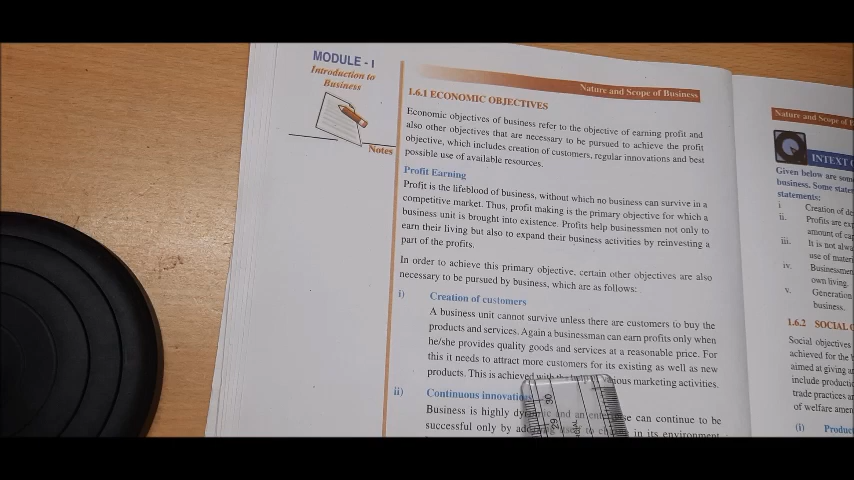 MODULE - I
Introduction to
Business
Notes
Nature and Scope of Business
1.6.1 ECONOMIC OBJECTIVES
Economic objectives of business refer to the objective of earning profit and
also other objectives that are necessary to be pursued to achieve the profit
objective, which includes creation of customers, regular innovations and best
possible use of available resources.
Profit Earning
Profit is the lifeblood of business, without which no business can survive in a
competitive market. Thus, profit making is the primary objective for which a
business unit is brought into existence. Profits help businessmen not only to
earn their living but also to expand their business activities by reinvesting a
part of the profits.
In order to achieve this primary objective, certain other objectives are also
necessary to be pursued by business, which are as follows:
i) Creation of customers
A business unit cannot survive unless there are customers to buy the
products and services. Again a businessman can earn profits only when
he/she provides quality goods and services at a reasonable price. For
this it needs to attract more customers for its existing as well as new
products. This is achieved with the help of various marketing activities.
ii) Continuous innovation
Business is highly and an can continue to
successful only by in its environment
29 30
Nature and Scope of
INTEXT
Given below are
business. Some
statements:
i Creation of
ii. Profits are
amount of
iii. It is not
use of
iv. Businessmen
own living.
v. Generation
business.
1.6.2 SOCIAL
Social objectives
achieved for the
aimed at giving
include
trade practices
of welfare
(i)